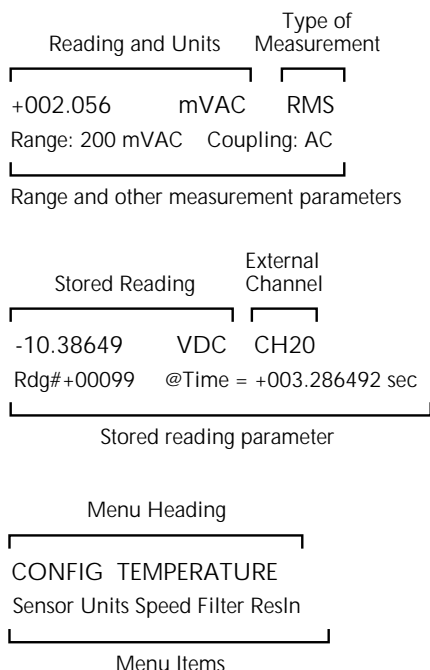 Reading and Units
Type of
Measurement
+002.056 mVAC RMS
Range: 200 mVAC Coupling: AC
Range and other measurement parameters
Stored Reading
External
Channel
-10.38649 VDC CH20
Rdg#+00099 @Time = +003.286492 sec
Stored reading parameter
Menu Heading
CONFIG TEMPERATURE
Sensor Units Speed Filter Resln
Menu Items